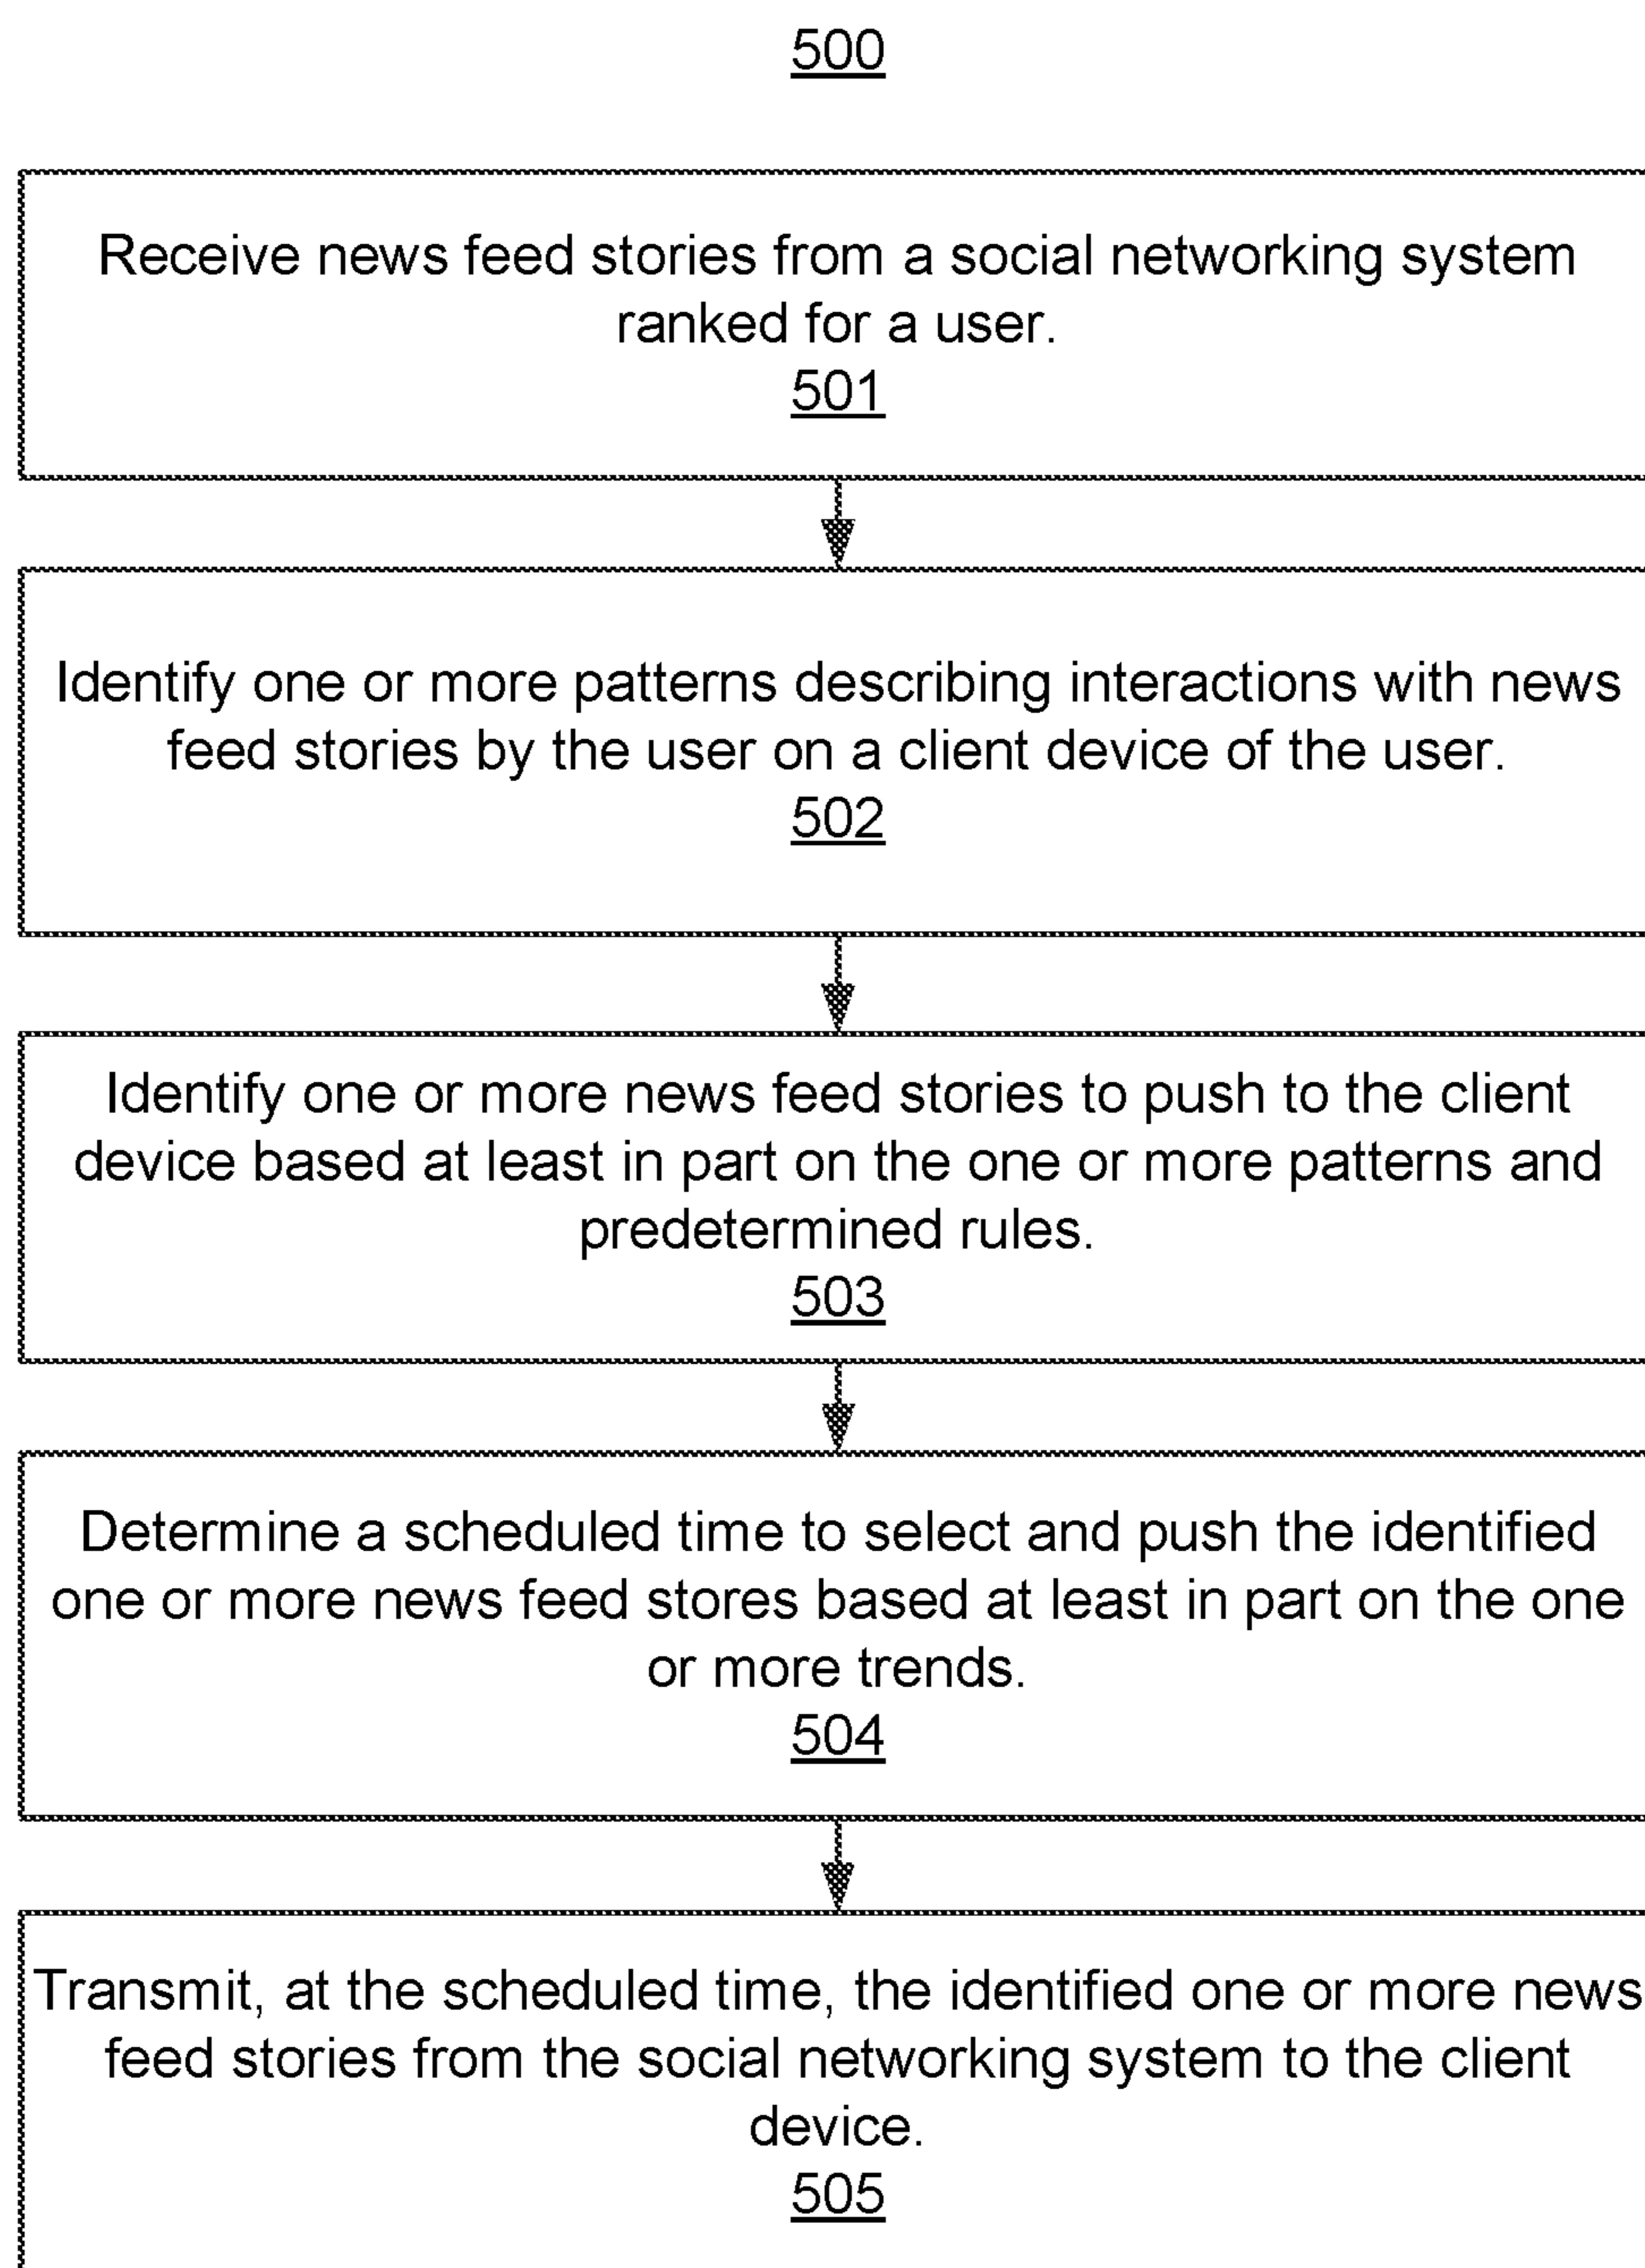 500
Receive news feed stories from a social networking system
ranked for a user.
501
Identify one or more patterns describing interactions with news
feed stories by the user on a client device of the user.
502
Identify one or more news feed stories to push to the client
device based at least in part on the one or more patterns and
predetermined rules.
503
Determine a scheduled time to select and push the identified
one or more news feed stores based at least in part on the one
or more trends.
504
Transmit, at the scheduled time, the identified one or more news
feed stories from the social networking system to the client
device.
505